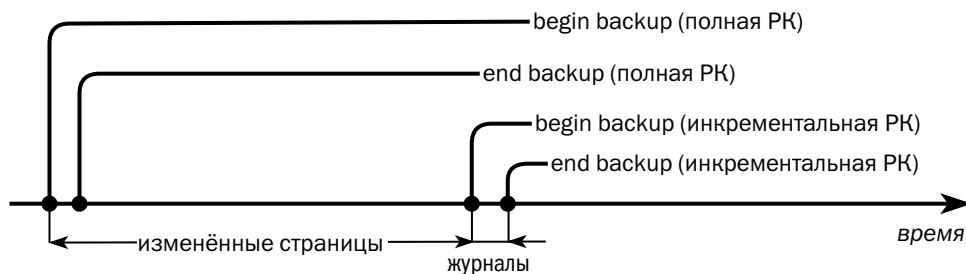 begin backup (полная РК)
end backup (полная РК)
begin backup (инкрементальная РК)
end backup (инкрементальная РК)
время
изменённые страницы
журналы